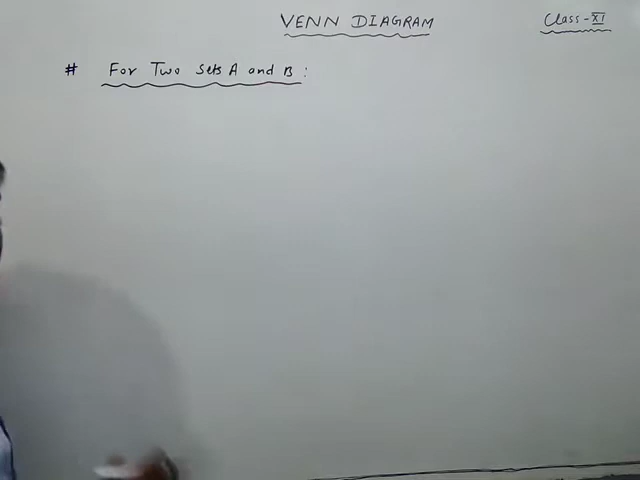 VENN DIAGRAM
Class-XI
# For Two Sets A and B :